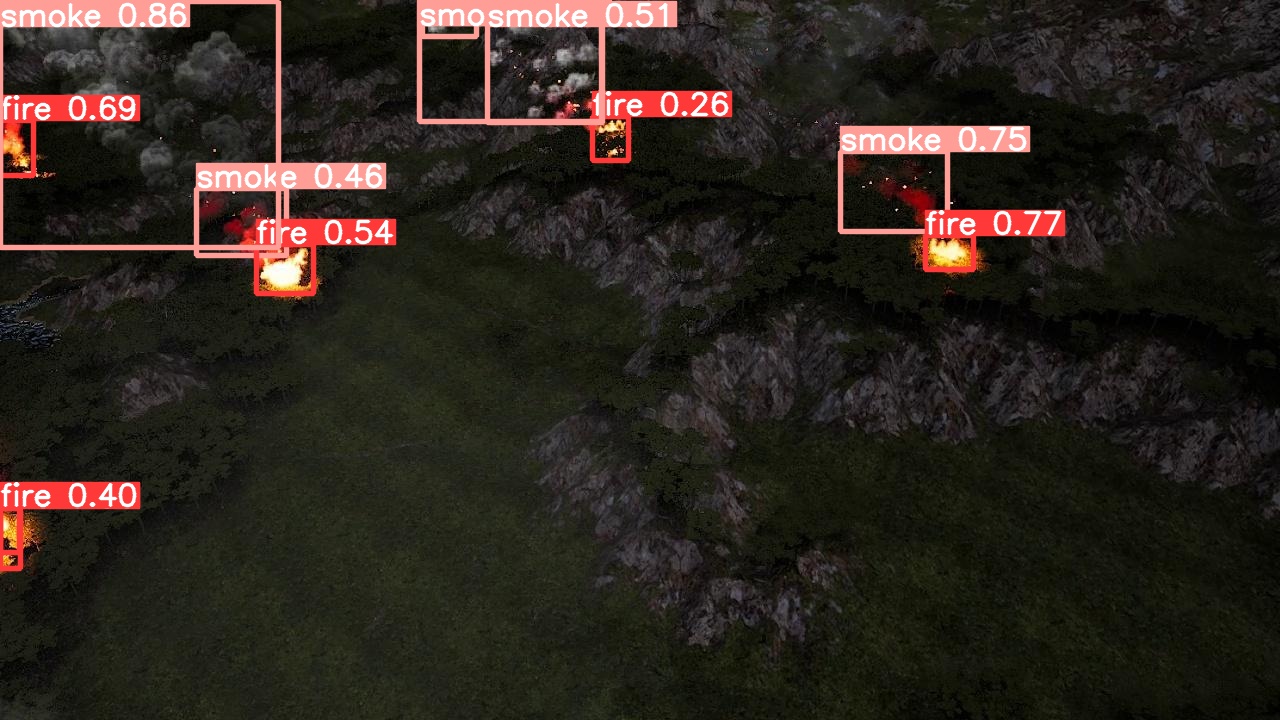 smoke 0.86
smo
smoke 0.51
fire 0.69
fire 0.26
smoke 0.75
smoke 0.46
fire 0.54
fire 0.77
fire 0.40